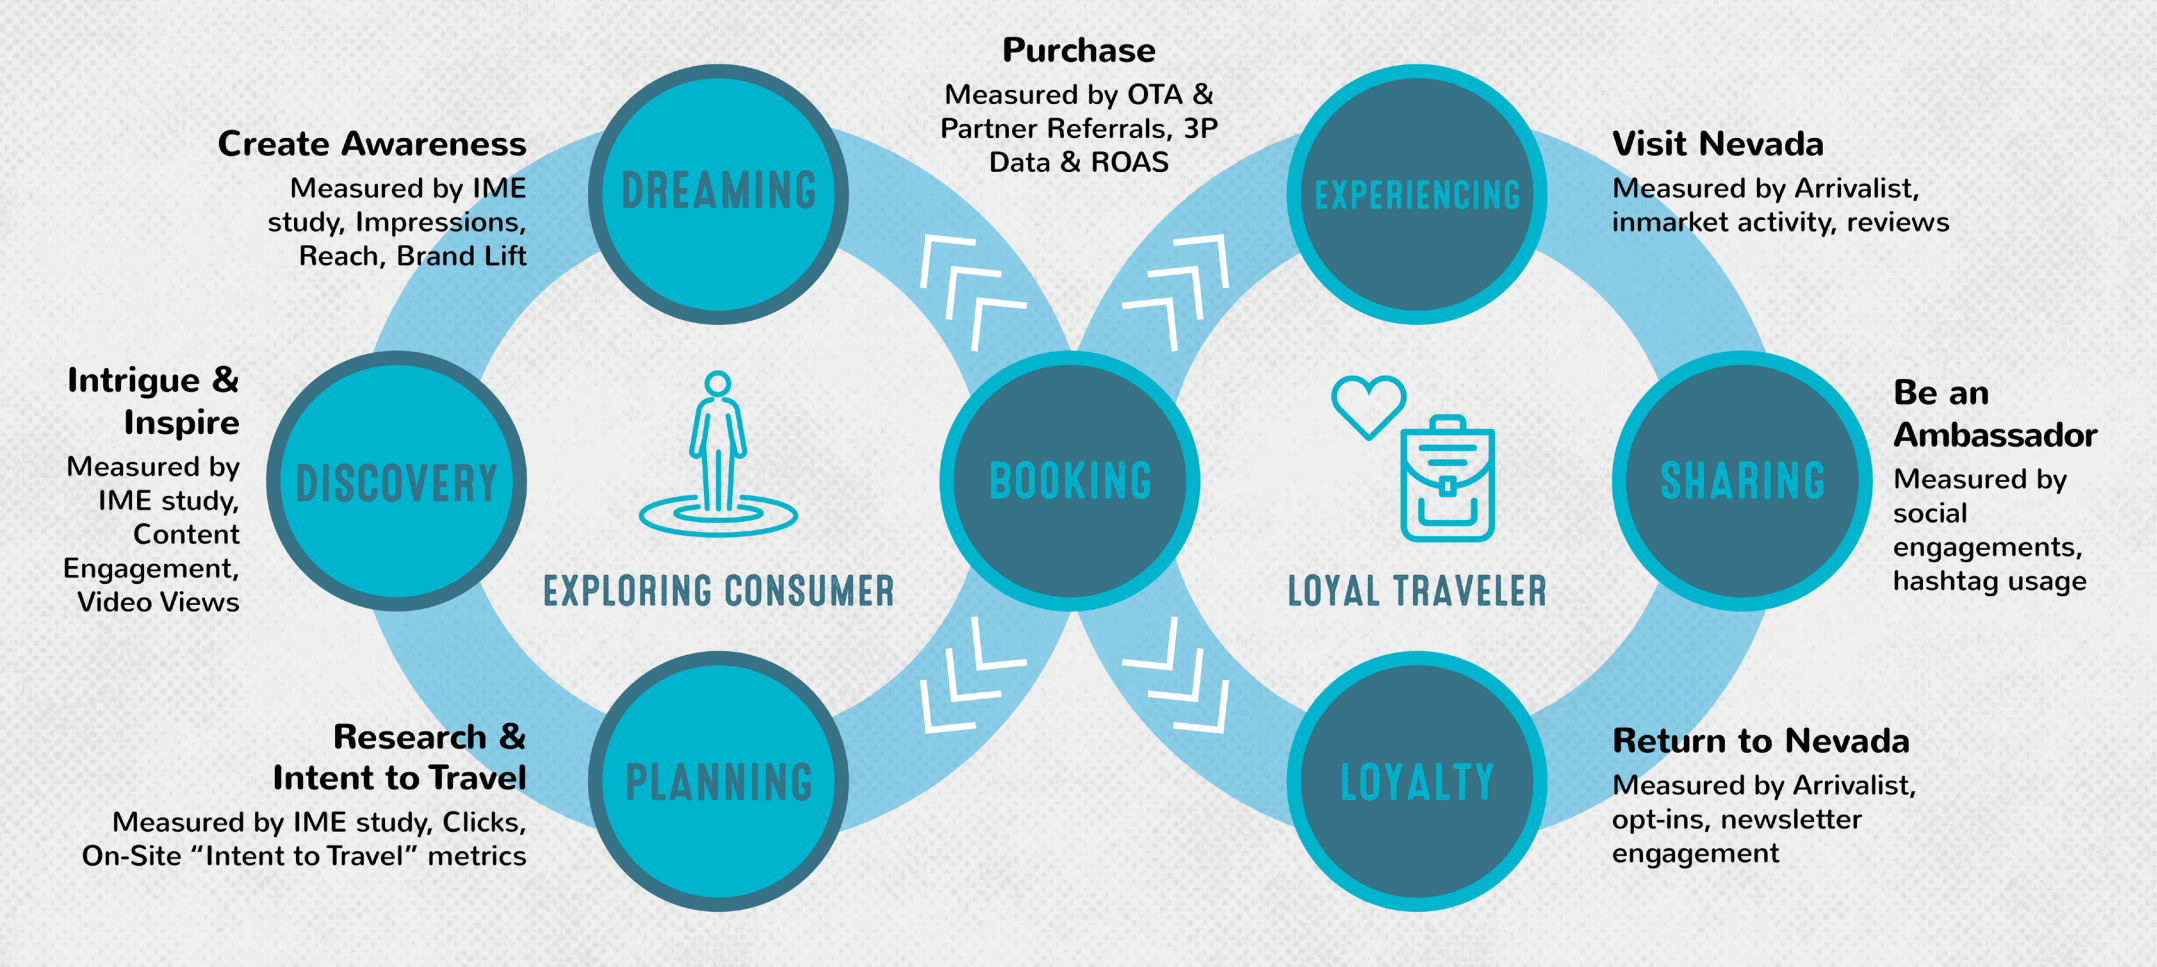 Purchase
Measured by OTA &
Partner Referrals, 3P
Data & ROAS
Create Awareness
Measured by IME
study, Impressions,
Reach, Brand Lift
DREAMING
EXPERIENCING
Visit Nevada
Measured by Arrivalist,
inmarket activity, reviews
Intrigue &
Inspire
Measured by
IME study,
Content
Engagement,
Video Views
DISCOVERY
EXPLORING CONSUMER
BOOKING
LOYAL TRAVELER
SHARING
Be an
Ambassador
Measured by
social
engagements,
hashtag usage
Research &
Intent to Travel
Measured by IME study, Clicks,
On-Site “Intent to Travel” metrics
PLANNING
LOYALTY
Return to Nevada
Measured by Arrivalist,
opt-ins, newsletter
engagement